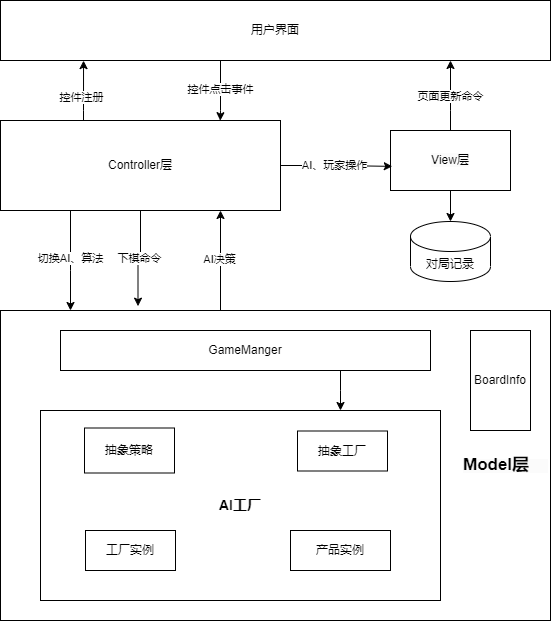 用户界面
控件注册
控件点击事件
页面更新命令
Controller层
AI、玩家操作
View层
切换AI、算法
下棋命令
AI决策
对局记录
GameManger
BoardInfo
抽象策略
抽象工厂
Model层
AI工厂
工厂实例
产品实例